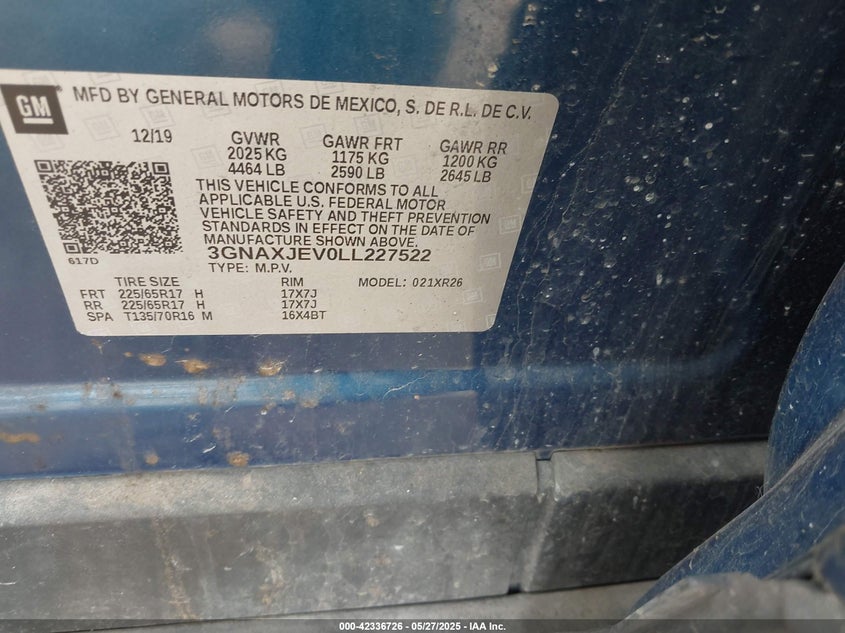 GM
MFD BY GENERAL MOTORS DE MEXICO, S. DE R.L. DE C.V.
12/19 GVWR GAWR FRT GAWR RR
2025 KG 1175 KG 1200 KG
4464 LB 2590 LB 2645 LB
THIS VEHICLE CONFORMS TO ALL
APPLICABLE U.S. FEDERAL MOTOR
VEHICLE SAFETY AND THEFT PREVENTION
STANDARDS IN EFFECT ON THE DATE OF
MANUFACTURE SHOWN ABOVE.
617D 3GNAXJEV0LL227522
TYPE: M.P.V. MODEL: 021XR26
TIRE SIZE RIM
FRT 225/65R17 H 17X7J
RR 225/65R17 H 17X7J
SPA T135/70R16 M 16X4BT
000-42336726 - 05/27/2025 - IAA Inc.